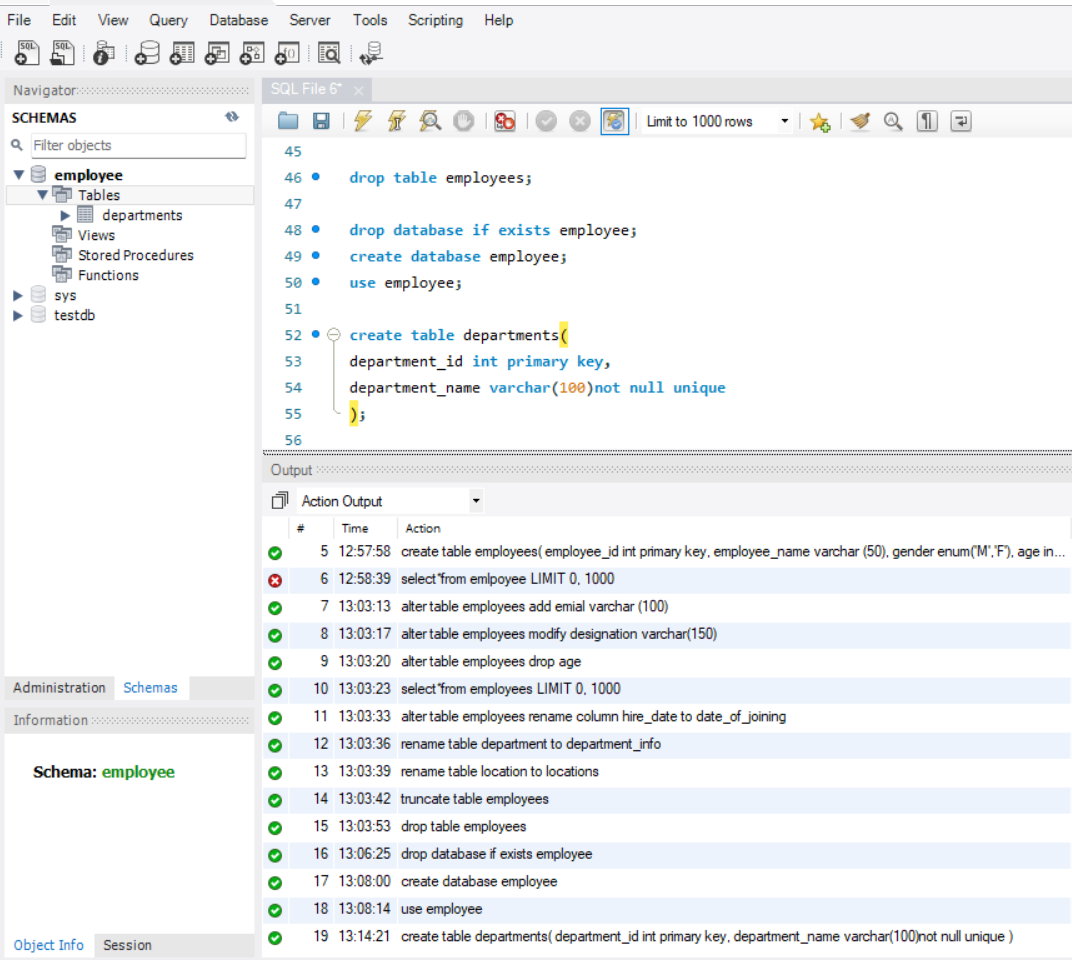 File Edit View Query Database Server Tools Scripting Help
Navigator
SCHEMAS
Filter objects
employee
Tables
departments
Views
Stored Procedures
Functions
sys
testdb
Administration Schemas
Information
Schema: employee
Object Info Session
SQL File 6*
Limit to 1000 rows
45
46 drop table employees;
47
48 drop database if exists employee;
49 create database employee;
50 use employee;
51
52 create table departments(
53 department_id int primary key,
54 department_name varchar(100)not null unique
55 );
56
Output
Action Output
# Time Action
5 12:57:58 create table employees( employee_id int primary key, employee_name varchar (50), gender enum('M','F'), age in...
6 12:58:39 select*from emlpoyee LIMIT 0, 1000
7 13:03:13 alter table employees add emial varchar (100)
8 13:03:17 alter table employees modify designation varchar(150)
9 13:03:20 alter table employees drop age
10 13:03:23 select*from employees LIMIT 0, 1000
11 13:03:33 alter table employees rename column hire_date to date_of_joining
12 13:03:36 rename table department to department_info
13 13:03:39 rename table location to locations
14 13:03:42 truncate table employees
15 13:03:53 drop table employees
16 13:06:25 drop database if exists employee
17 13:08:00 create database employee
18 13:08:14 use employee
19 13:14:21 create table departments( department_id int primary key, department_name varchar(100)not null unique )